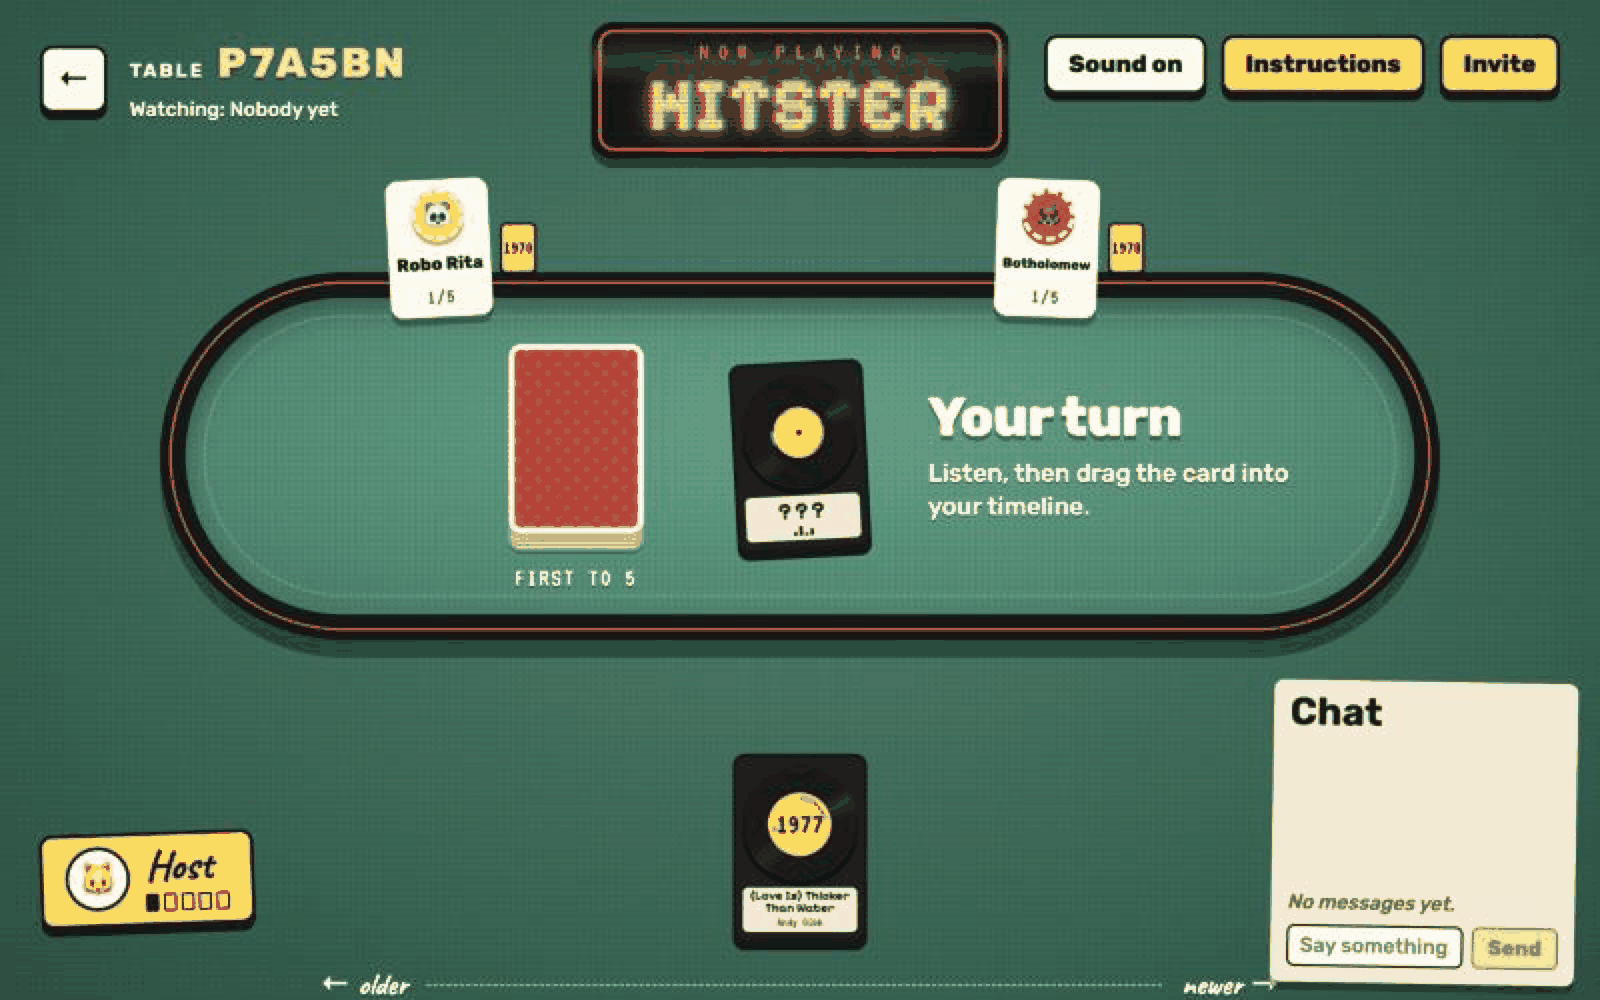 ←
TABLE P7A5BN
Watching: Nobody yet
NOW PLAYING
HITSTER
Sound on
Instructions
Invite
Robo Rita
1/5
1970
Botholomew
1/5
1970
Your turn
Listen, then drag the card into
your timeline.
???
FIRST TO 5
1977
(Love Is) Thicker
Than Water
Andy Gibb
Host
← older
newer →
Chat
No messages yet.
Say something
Send